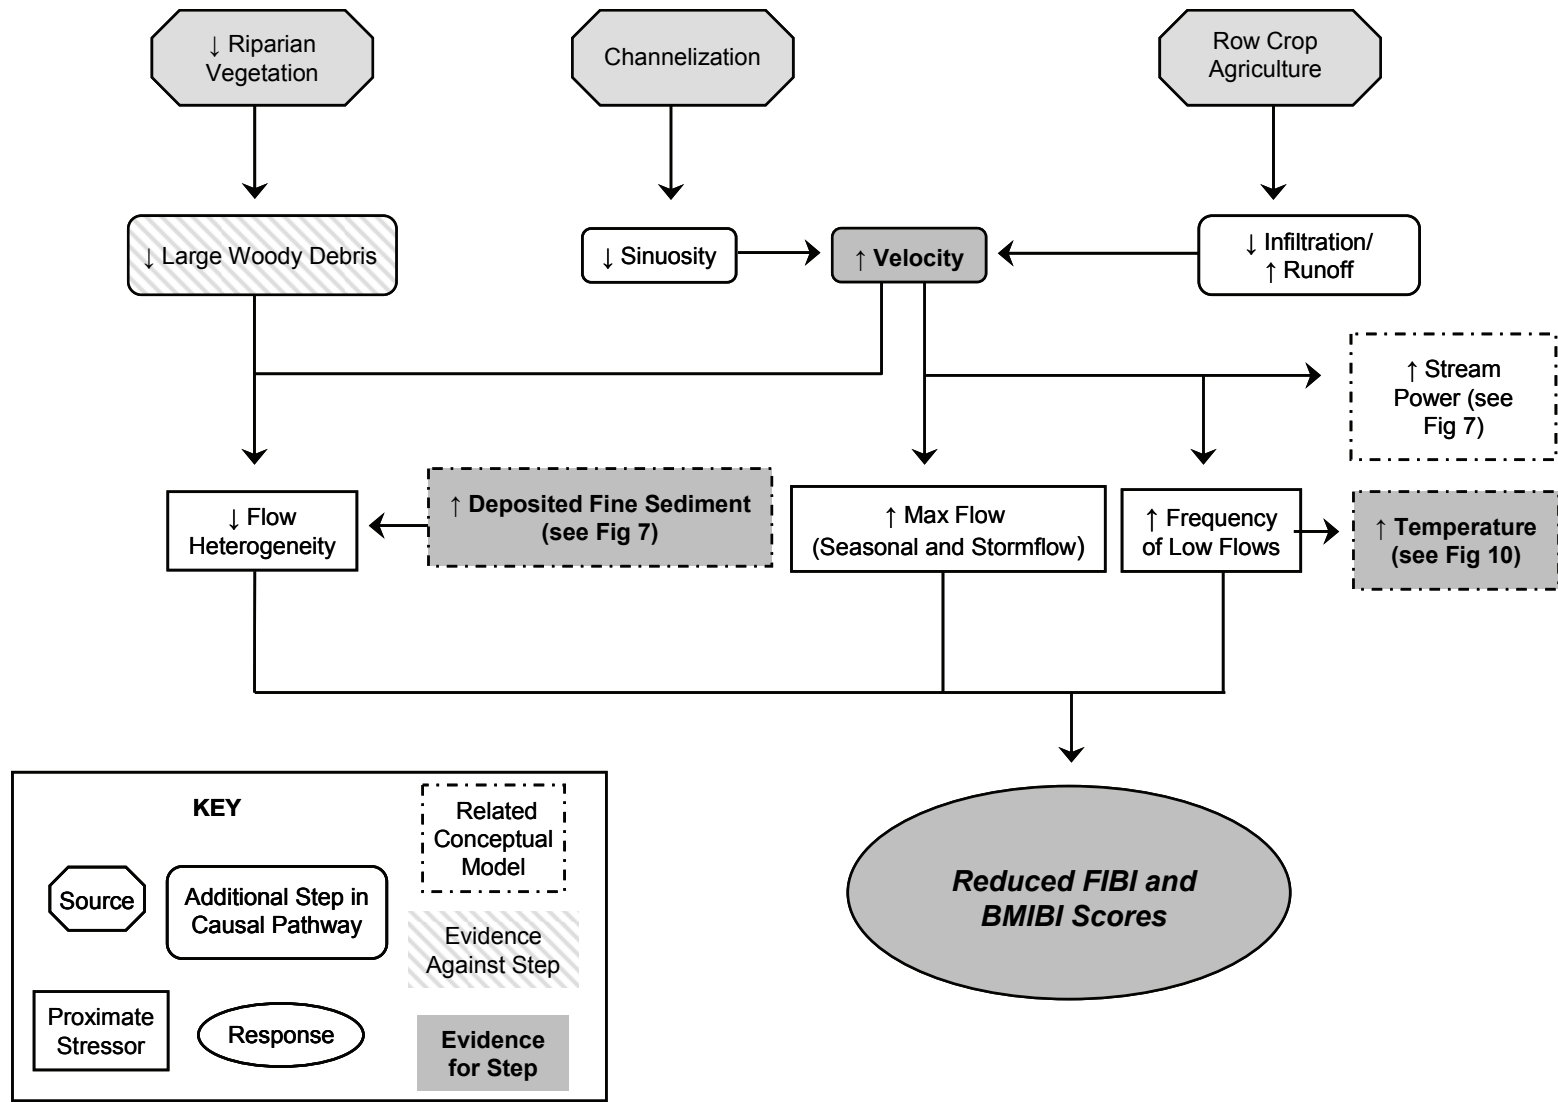 ↓ Riparian
Vegetation
Channelization
Row Crop
Agriculture
↓ Large Woody Debris
↓ Sinuosity
↑ Velocity
↓ Infiltration/
↑ Runoff
↑ Stream
Power (see
Fig 7)
↓ Flow
Heterogeneity
↑ Deposited Fine Sediment
(see Fig 7)
↑ Max Flow
(Seasonal and Stormflow)
↑ Frequency
of Low Flows
↑ Temperature
(see Fig 10)
Reduced FIBI and
BMIBI Scores
KEY
Related
Conceptual
Model
Source
Additional Step in
Causal Pathway
Evidence
Against Step
Proximate
Stressor
Response
Evidence
for Step